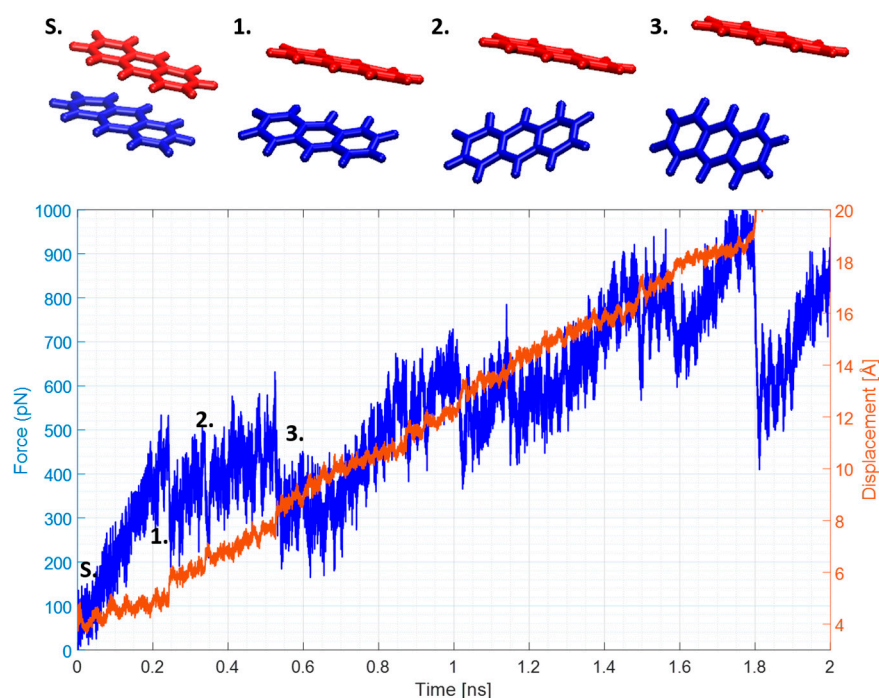 S. 1. 2. 3.
1000 20
900 18
800
700 16
600 14
500 12
400 10
300 8
200 6
100 4
0
Force (pN)
Displacement [Å]
S.
1.
2.
3.
0 0.2 0.4 0.6 0.8 1 1.2 1.4 1.6 1.8 2
Time [ns]